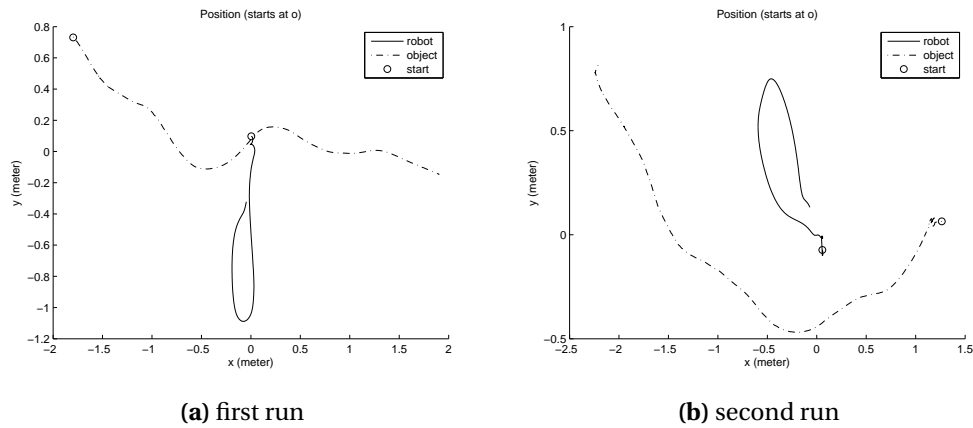 Position (starts at o)
robot
object
start
0.8
0.6
0.4
0.2
0
−0.2
−0.4
−0.6
−0.8
−1
−1.2
y (meter)
−2 −1.5 −1 −0.5 0 0.5 1 1.5 2
x (meter)
(a) first run
Position (starts at o)
robot
object
start
1
0.5
0
−0.5
y (meter)
−2.5 −2 −1.5 −1 −0.5 0 0.5 1 1.5
x (meter)
(b) second run